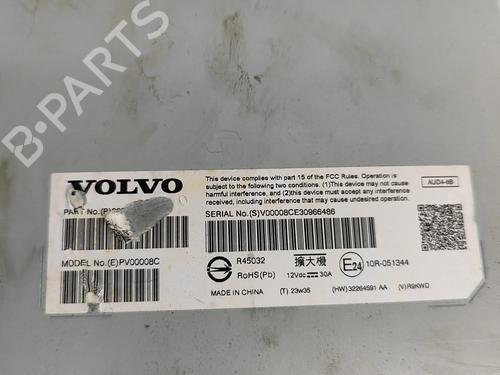 B-PARTS
VOLVO
This device complies with part 15 of the FCC Rules. Operation is
subject to the following two conditions. (1)This device may not cause
harmful interference, and (2)this device must accept any interference
received, including interference that may cause undesired operation.
AUD4-8B
PART No.(P)
SERIAL No.(S)V00008CE30966486
MODEL No.(E)PV00008C
R45032
RoHS(Pb)
擴大機
12Vdc 30A
E24
10R-051344
MADE IN CHINA
(T) 23w35
(HW)32264591 AA
(V)R9KWD